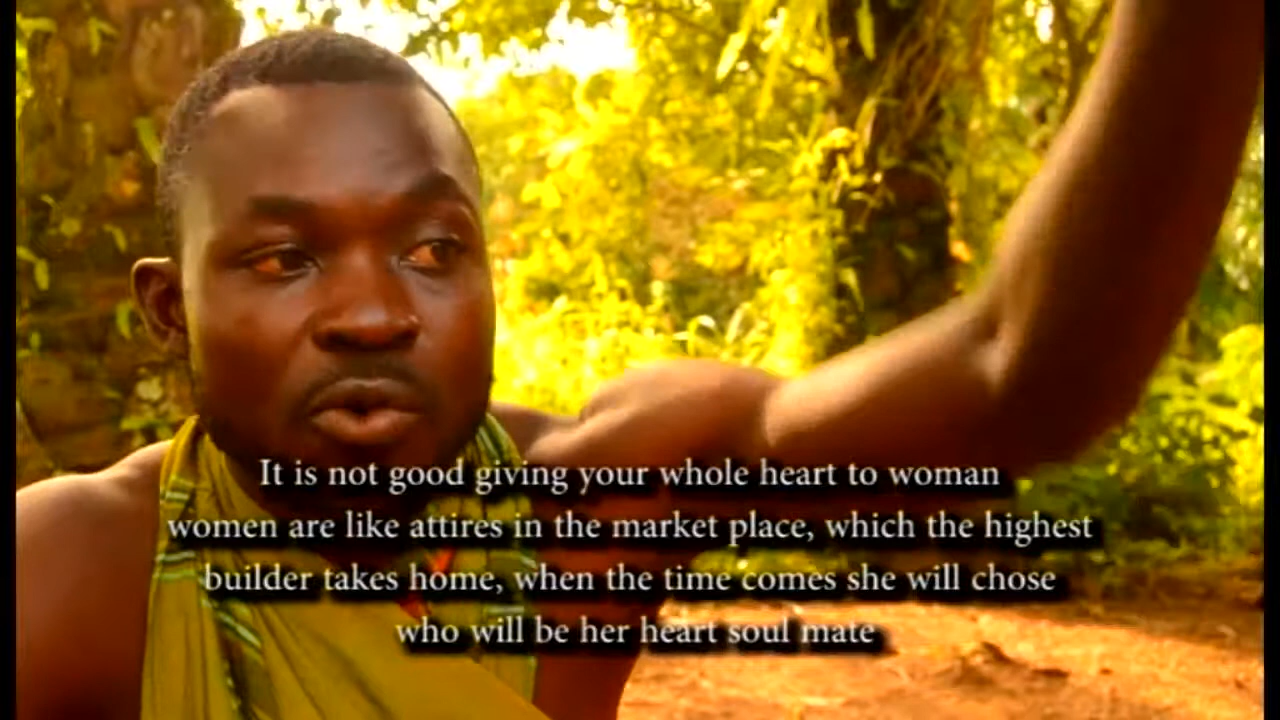 It is not good giving your whole heart to woman
women are like attires in the market place, which the highest
builder takes home, when the time comes she will chose
who will be her heart soul mate